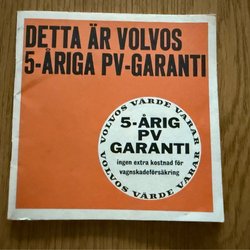 DETTA ÄR VOLVOS
5-ÅRIGA PV-GARANTI
VOLVOS VÄRDE VARAR
5-ÅRIG
PV
GARANTI
ingen extra kostnad för
vagnskadeförsäkring
VOLVOS VÄRDE VARAR